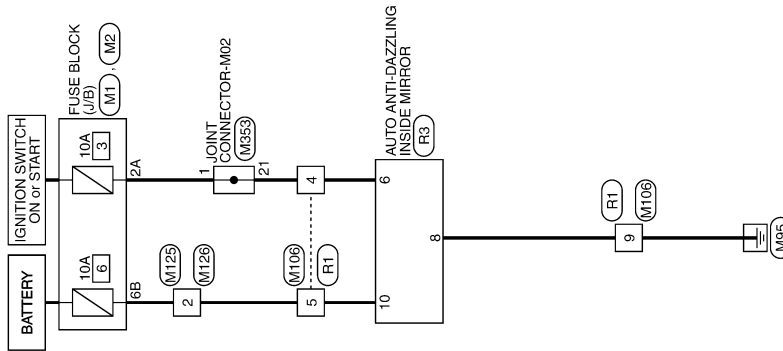 BATTERY
IGNITION SWITCH
ON or START
FUSE BLOCK
(J/B)
M1 , M2
10A
6
10A
3
6B
2A
M125
2
M126
1
JOINT
CONNECTOR-M02
M353
21
M106
5
R1
4
10
6
AUTO ANTI-DAZZLING
INSIDE MIRROR
R3
8
R1
9
M106
M95